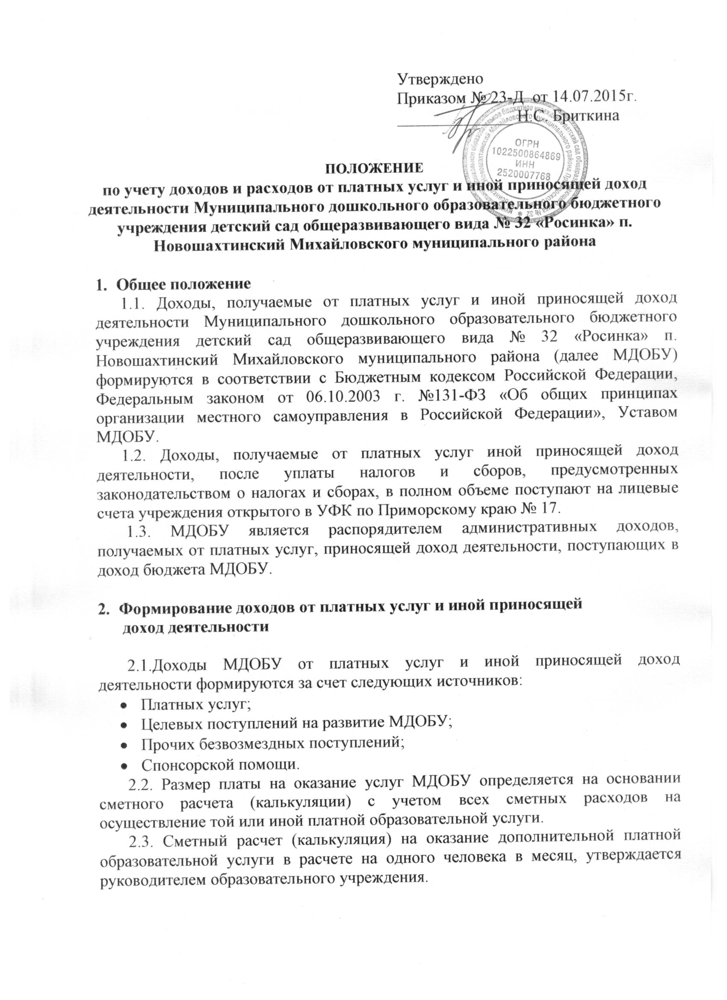 Утверждено
Приказом № 23-Д от 14.07.2015г.
Н.С. Бриткина
ОГРН
1022500864869
ИНН
2520007768
ПОЛОЖЕНИЕ
по учету доходов и расходов от платных услуг и иной приносящей доход
деятельности Муниципального дошкольного образовательного бюджетного
учреждения детский сад общеразвивающего вида № 32 «Росинка» п.
Новошахтинский Михайловского муниципального района
1. Общее положение
1.1. Доходы, получаемые от платных услуг и иной приносящей доход
деятельности Муниципального дошкольного образовательного бюджетного
учреждения детский сад общеразвивающего вида № 32 «Росинка» п.
Новошахтинский Михайловского муниципального района (далее МДОБУ)
формируются в соответствии с Бюджетным кодексом Российской Федерации,
Федеральным законом от 06.10.2003 г. №131-ФЗ «Об общих принципах
организации местного самоуправления в Российской Федерации», Уставом
МДОБУ.
1.2. Доходы, получаемые от платных услуг иной приносящей доход
деятельности, после уплаты налогов и сборов, предусмотренных
законодательством о налогах и сборах, в полном объеме поступают на лицевые
счета учреждения открытого в УФК по Приморскому краю № 17.
1.3. МДОБУ является распорядителем административных доходов,
получаемых от платных услуг, приносящей доход деятельности, поступающих в
доход бюджета МДОБУ.
2. Формирование доходов от платных услуг и иной приносящей
доход деятельности
2.1.Доходы МДОБУ от платных услуг и иной приносящей доход
деятельности формируются за счет следующих источников:
• Платных услуг;
• Целевых поступлений на развитие МДОБУ;
• Прочих безвозмездных поступлений;
• Спонсорской помощи.
2.2. Размер платы на оказание услуг МДОБУ определяется на основании
сметного расчета (калькуляции) с учетом всех сметных расходов на
осуществление той или иной платной образовательной услуги.
2.3. Сметный расчет (калькуляция) на оказание дополнительной платной
образовательной услуги в расчете на одного человека в месяц, утверждается
руководителем образовательного учреждения.